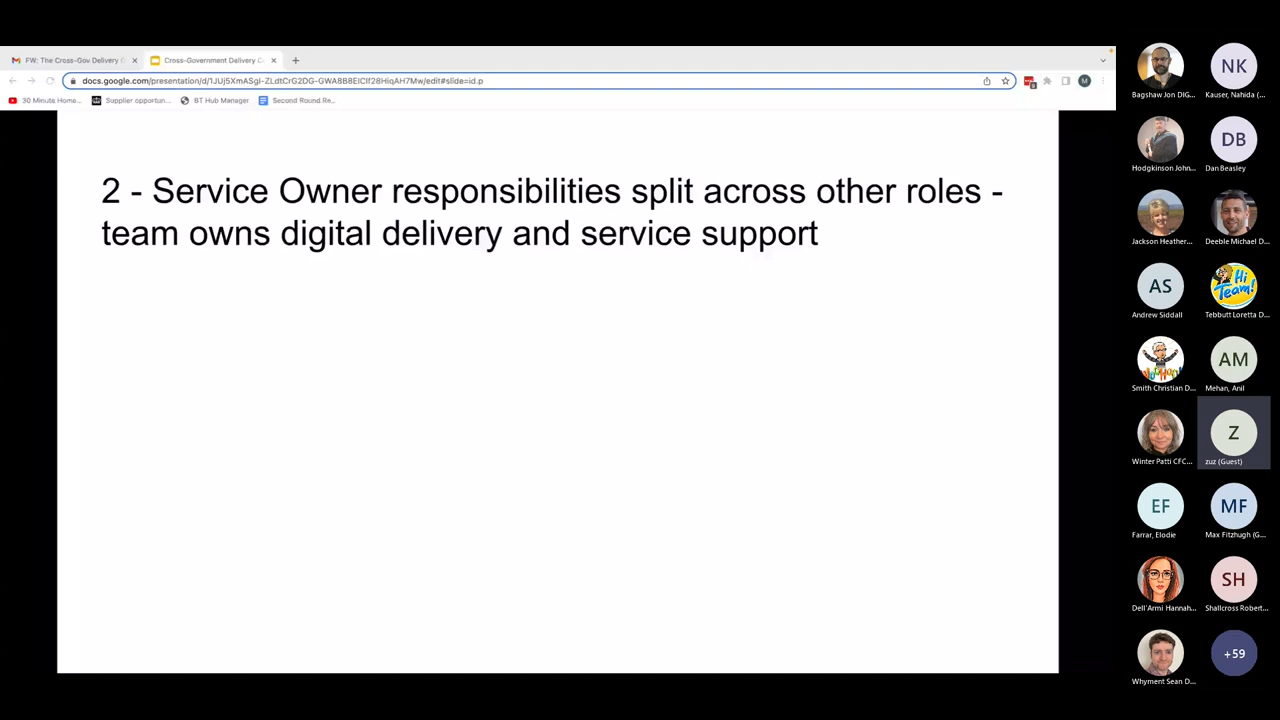 FW: The Cross-Gov Delivery C
Cross-Government Delivery C
docs.google.com/presentation/d/1JUj5XmASgI-ZLdtCrG2DG-GWA8B8EICIf28HiqAH7Mw/edit#slide=id.p
30 Minute Home...
Supplier opportun...
BT Hub Manager
Second Round.Re...
M
2 - Service Owner responsibilities split across other roles -
team owns digital delivery and service support
NK
Bagshaw Jon DIG...
Kauser, Nahida (...
DB
Hodgkinson John...
Dan Beasley
Jackson Heather...
Deeble Michael D...
AS
Hi
Team!
Andrew Siddall
Tebbutt Loretta D...
AM
Smith Christian D...
Mehan, Anil
Z
Winter Patti CFC...
zuz (Guest)
EF
MF
Farrar, Elodie
Max Fitzhugh (G...
SH
Dell'Armi Hannah...
Shallcross Robert...
+59
Whyment Sean D...